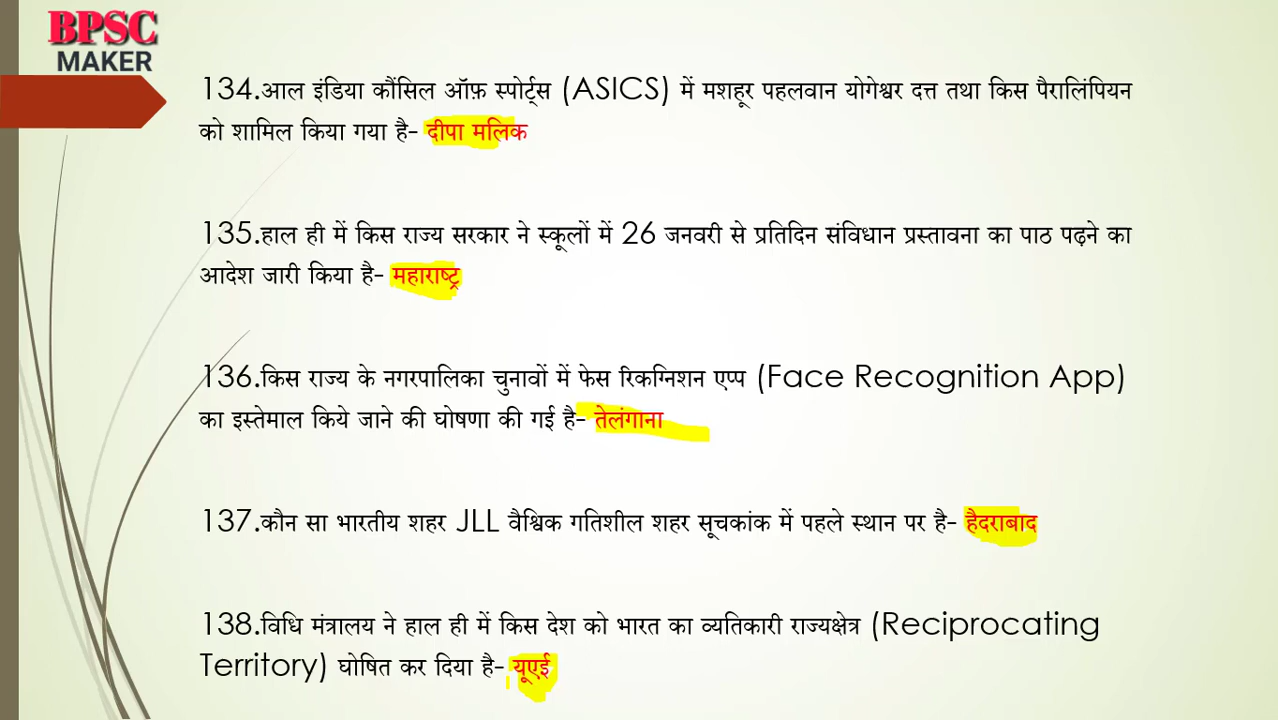 BPSC
MAKER
134.आल इंडिया कौंसिल ऑफ़ स्पोर्ट्स (ASICS) में मशहूर पहलवान योगेश्वर दत्त तथा किस पैरालिंपियन
को शामिल किया गया है- दीपा मलिक
135.हाल ही में किस राज्य सरकार ने स्कूलों में 26 जनवरी से प्रतिदिन संविधान प्रस्तावना का पाठ पढ़ने का
आदेश जारी किया है- महाराष्ट्र
136.किस राज्य के नगरपालिका चुनावों में फेस रिकग्निशन एप्प (Face Recognition App)
का इस्तेमाल किये जाने की घोषणा की गई है- तेलंगाना
137.कौन सा भारतीय शहर JLL वैश्विक गतिशील शहर सूचकांक में पहले स्थान पर है- हैदराबाद
138.विधि मंत्रालय ने हाल ही में किस देश को भारत का व्यतिकारी राज्यक्षेत्र (Reciprocating
Territory) घोषित कर दिया है- यूएई